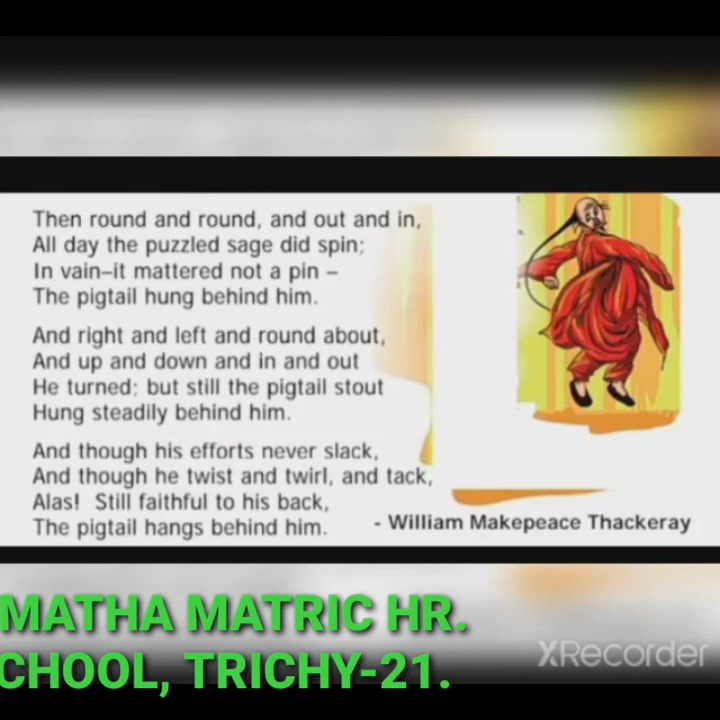 Then round and round, and out and in,
All day the puzzled sage did spin;
In vain–it mattered not a pin –
The pigtail hung behind him.
And right and left and round about,
And up and down and in and out
He turned; but still the pigtail stout
Hung steadily behind him.
And though his efforts never slack,
And though he twist and twirl, and tack,
Alas! Still faithful to his back,
The pigtail hangs behind him.
- William Makepeace Thackeray
MATHA MATRIC HR.
CHOOL, TRICHY-21.
XRecorder